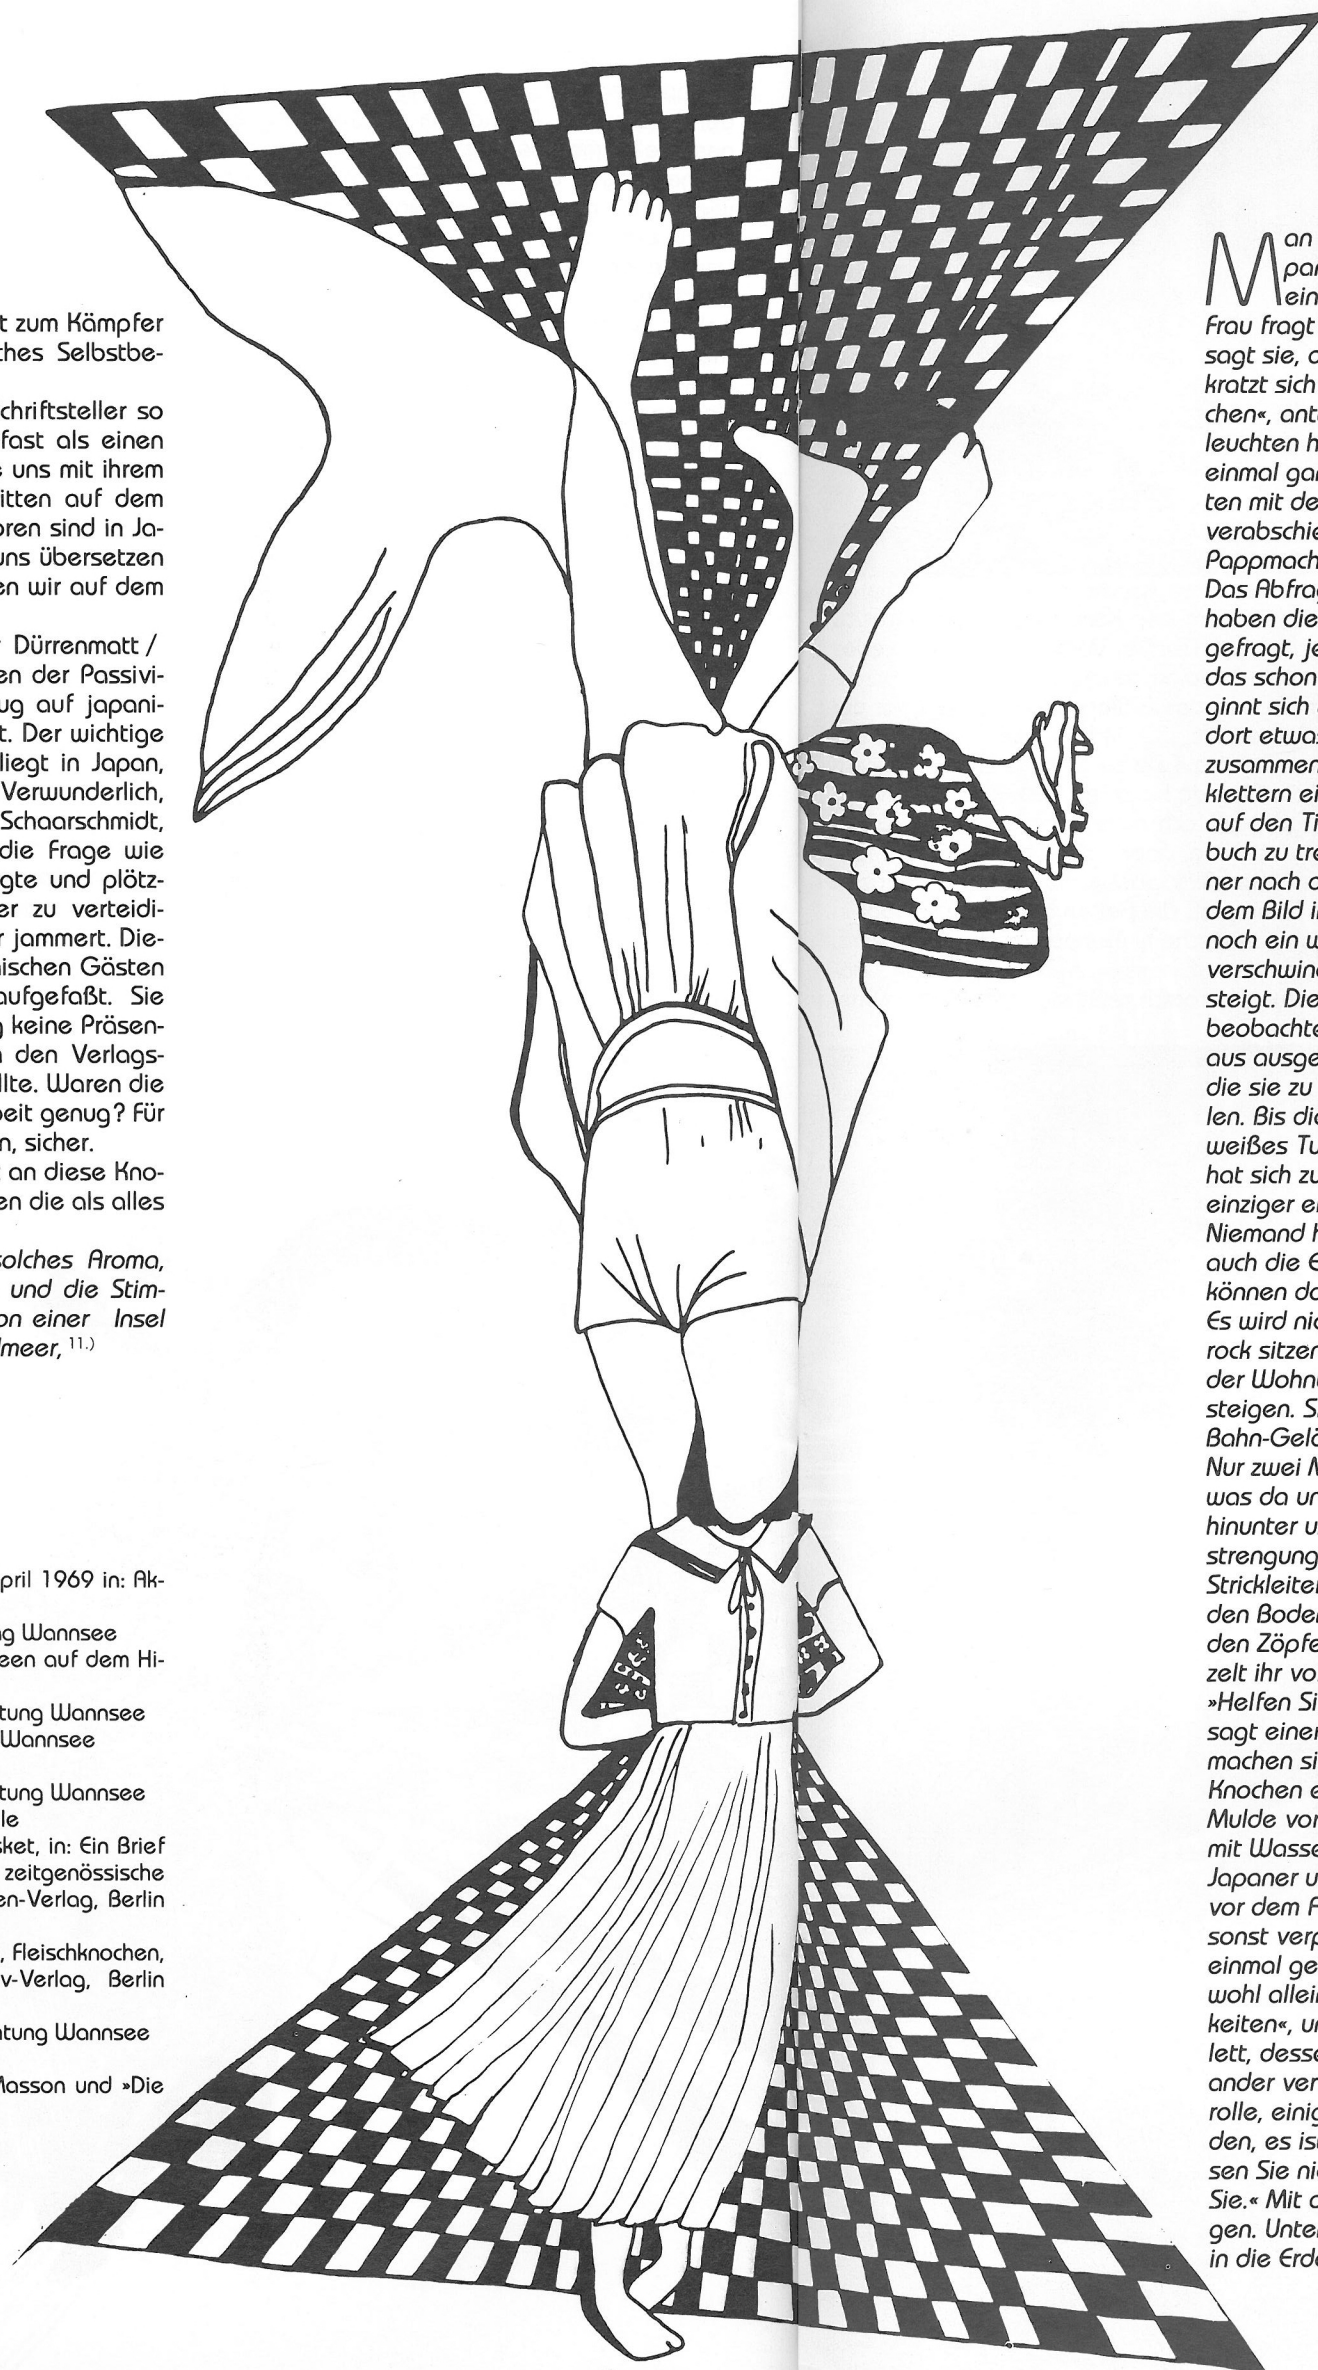 t zum Kämpfer
ches Selbstbe-
chriftsteller so
fast als einen
e uns mit ihrem
itten auf dem
oren sind in Ja-
uns übersetzen
en wir auf dem
r Dürrenmatt /
en der Passivi-
ug auf japani-
t. Der wichtige
liegt in Japan,
Verwunderlich,
Schaarschmidt,
die Frage wie
gte und plötz-
er zu verteidi-
r jammert. Die-
nischen Gästen
aufgefaßt. Sie
g keine Präsen-
n den Verlags-
llte. Waren die
beit genug? Für
n, sicher.
an diese Kno-
en die als alles
solches Aroma,
und die Stim-
on einer Insel
lmeer, 11.)
pril 1969 in: Ak-
ng Wannsee
een auf dem Hi-
tung Wannsee
Wannsee
tung Wannsee
le
sket, in: Ein Brief
zeitgenössische
en-Verlag, Berlin
, Fleischknochen,
v-Verlag, Berlin
htung Wannsee
Masson und »Die
Man
par
ein
Frau fragt
sagt sie, d
kratzt sich
chen«, ant
leuchten h
einmal gar
ten mit de
verabschie
Pappmach
Das Abfrag
haben die
gefragt, je
das schon
ginnt sich
dort etwas
zusammen
klettern ei
auf den Ti
buch zu tre
ner nach d
dem Bild i
noch ein w
verschwind
steigt. Die
beobachte
aus ausge
die sie zu
len. Bis die
weißes Tu
hat sich zu
einziger e
Niemand h
auch die E
können da
Es wird nic
rock sitzen
der Wohn
steigen. S
Bahn-Gelä
Nur zwei M
was da un
hinunter u
strengung
Strickleiter
den Bode
den Zöpfe
zelt ihr vo
»Helfen Si
sagt einer
machen si
Knochen e
Mulde vor
mit Wasse
Japaner u
vor dem F
sonst verp
einmal ge
wohl allein
keiten«, u
lett, desse
ander ver
rolle, einig
den, es ist
sen Sie ni
Sie.« Mit d
gen. Unter
in die Erd